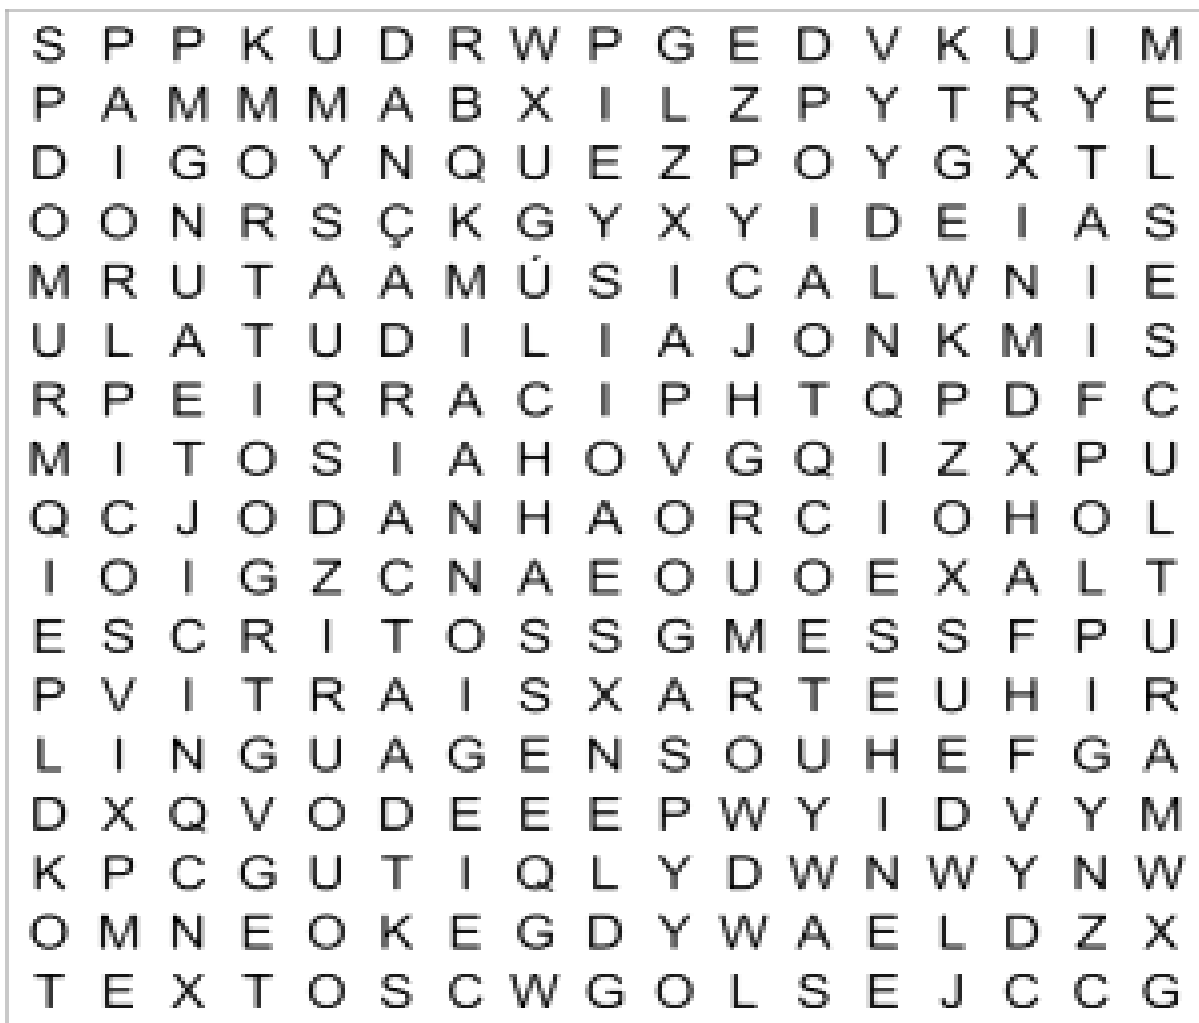 S P P K U D R W P G E D V K U I M
P A M M M A B X I L Z P Y T R Y E
D I G O Y N Q U E Z P O Y G X T L
O O N R S Ç K G Y X Y I D E I A S
M R U T A A M Ú S I C A L W N I E
U L A T U D I L I A J O N K M I S
R P E I R R A C I P H T Q P D F C
M I T O S I A H O V G Q I Z X P U
Q C J O D A N H A O R C I O H O L
I O I G Z C N A E O U O E X A L T
E S C R I T O S S G M E S S F P U
P V I T R A I S X A R T E U H I R
L I N G U A G E N S O U H E F G A
D X Q V O D E E E P W Y I D V Y M
K P C G U T I Q L Y D W N W Y N W
O M N E O K E G D Y W A E L D Z X
T E X T O S C W G O L S E J C C G